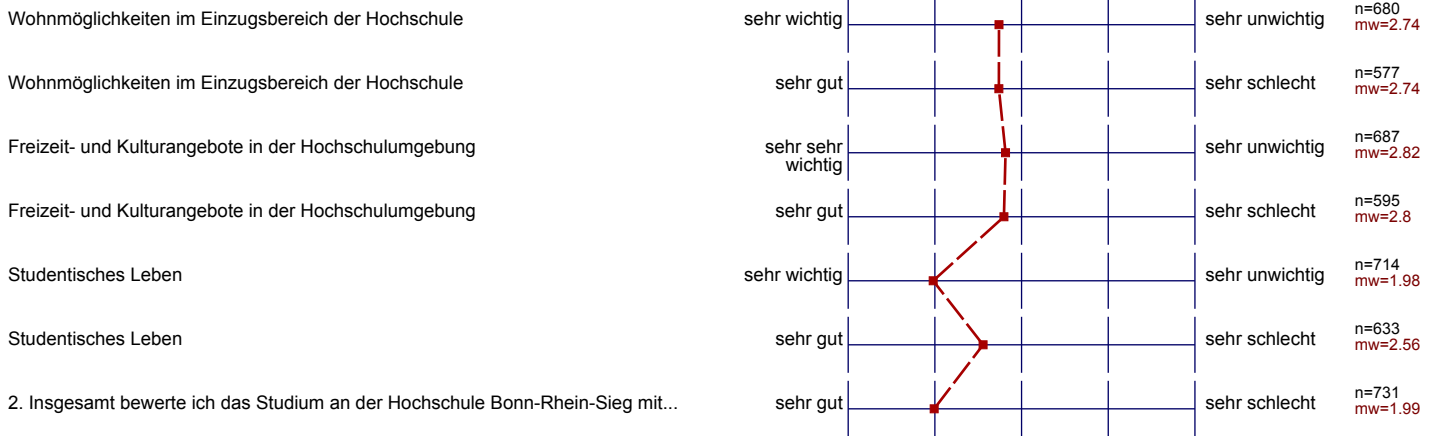 Wohnmöglichkeiten im Einzugsbereich der Hochschule sehr wichtig sehr unwichtig n=680
mw=2.74
Wohnmöglichkeiten im Einzugsbereich der Hochschule sehr gut sehr schlecht n=577
mw=2.74
Freizeit- und Kulturangebote in der Hochschulumgebung sehr sehr wichtig sehr unwichtig n=687
mw=2.82
Freizeit- und Kulturangebote in der Hochschulumgebung sehr gut sehr schlecht n=595
mw=2.8
Studentisches Leben sehr wichtig sehr unwichtig n=714
mw=1.98
Studentisches Leben sehr gut sehr schlecht n=633
mw=2.56
2. Insgesamt bewerte ich das Studium an der Hochschule Bonn-Rhein-Sieg mit... sehr gut sehr schlecht n=731
mw=1.99